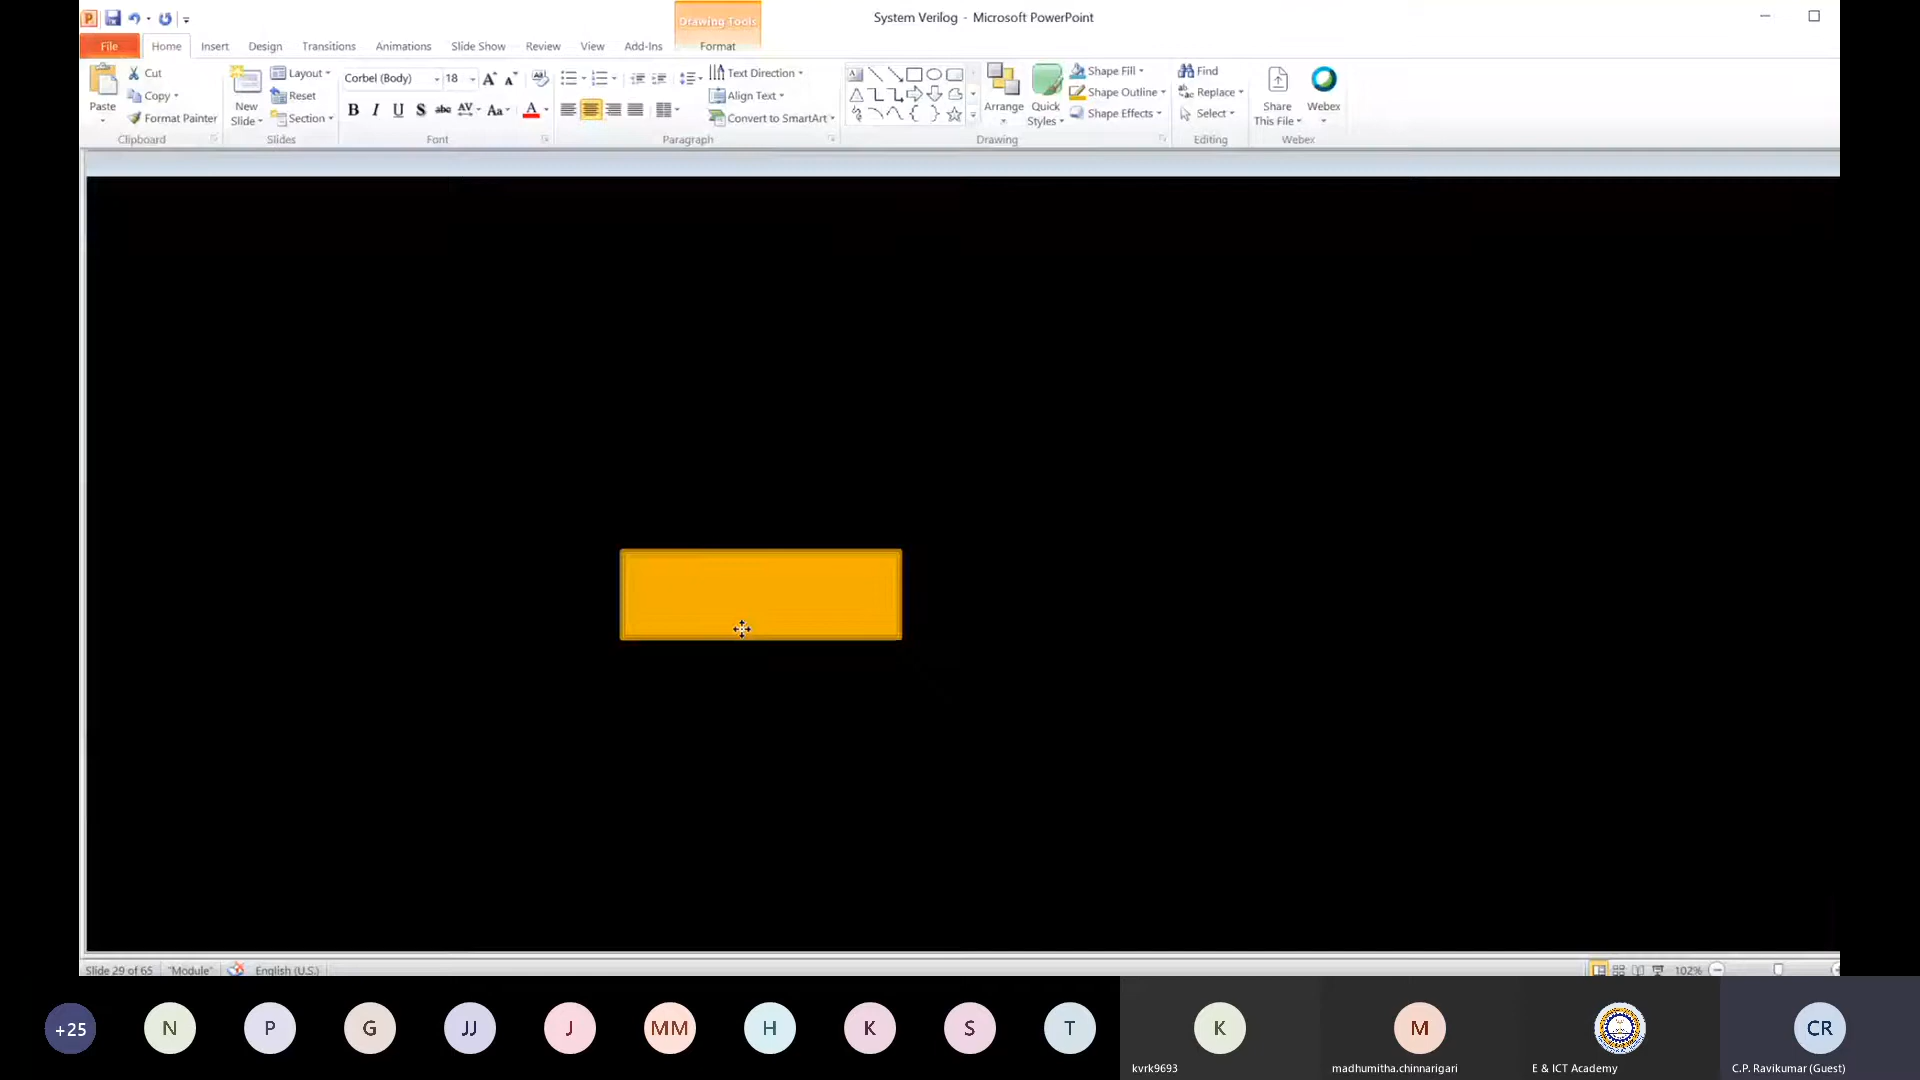 System Verilog - Microsoft PowerPoint
Drawing Tools
File Home Insert Design Transitions Animations Slide Show Review View Add-Ins Format
Paste
Cut
Copy
Format Painter
Clipboard
New Slide
Layout
Reset
Section
Slides
Corbel (Body) 18
B I U S abc AV Aa A
Font
Text Direction
Align Text
Convert to SmartArt
Paragraph
Arrange
Quick Styles
Shape Fill
Shape Outline
Shape Effects
Drawing
Find
Replace
Select
Editing
Share This File
Webex
Webex
Slide 29 of 65 "Module" English (U.S.) 102%
+25 N P G JJ J MM H K S T K M CR
kvrk9693 madhumitha.chinnarigari E & ICT Academy C.P. Ravikumar (Guest)